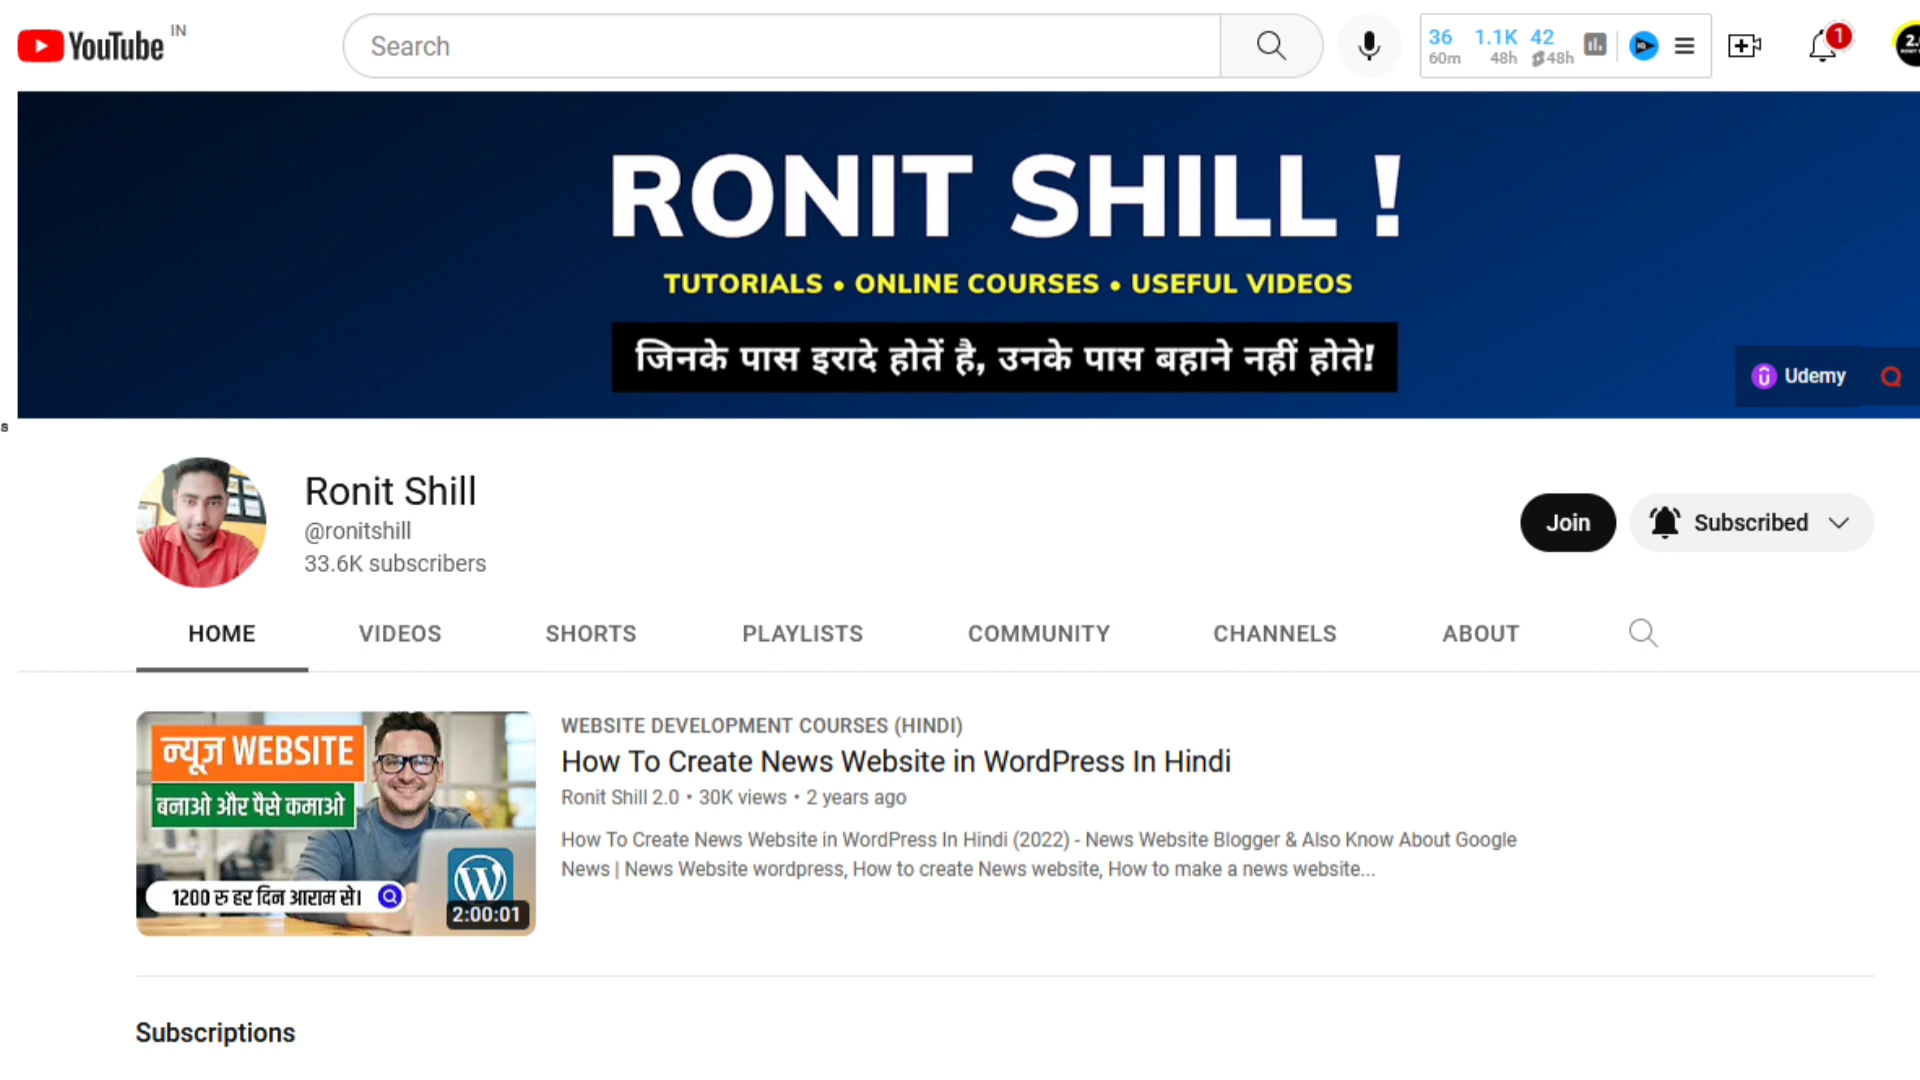 YouTube IN
Search
36 1.1K 42
60m 48h 48h
1
2.
RONIT SHILL !
TUTORIALS • ONLINE COURSES • USEFUL VIDEOS
जिनके पास इरादे होतें है, उनके पास बहाने नहीं होते!
Udemy
s
Ronit Shill
@ronitshill
33.6K subscribers
Join
Subscribed
HOME VIDEOS SHORTS PLAYLISTS COMMUNITY CHANNELS ABOUT
न्यूज़ WEBSITE
बनाओ और पैसे कमाओ
1200 रु हर दिन आराम से।
2:00:01
WEBSITE DEVELOPMENT COURSES (HINDI)
How To Create News Website in WordPress In Hindi
Ronit Shill 2.0 • 30K views • 2 years ago
How To Create News Website in WordPress In Hindi (2022) - News Website Blogger & Also Know About Google
News | News Website wordpress, How to create News website, How to make a news website...
Subscriptions